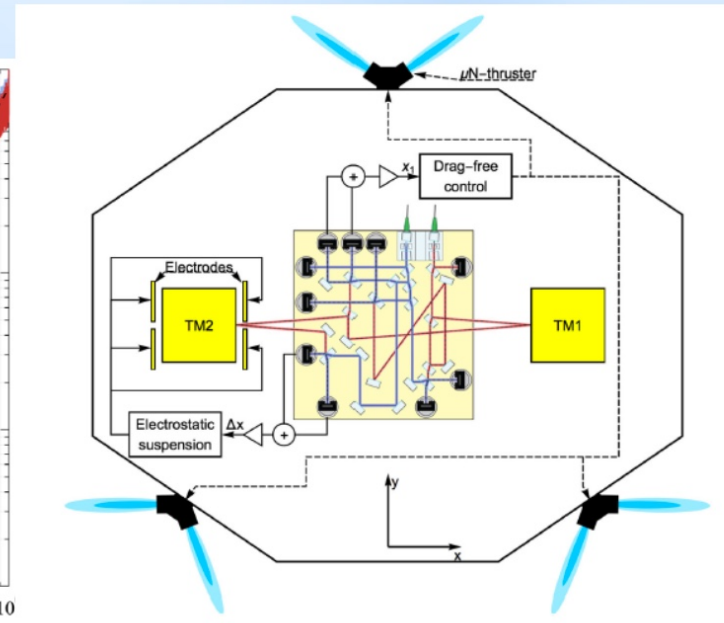 μN-thruster
x₁
Drag-free
control
Electrodes
TM2
TM1
Electrostatic
suspension
Δx
y
x
10